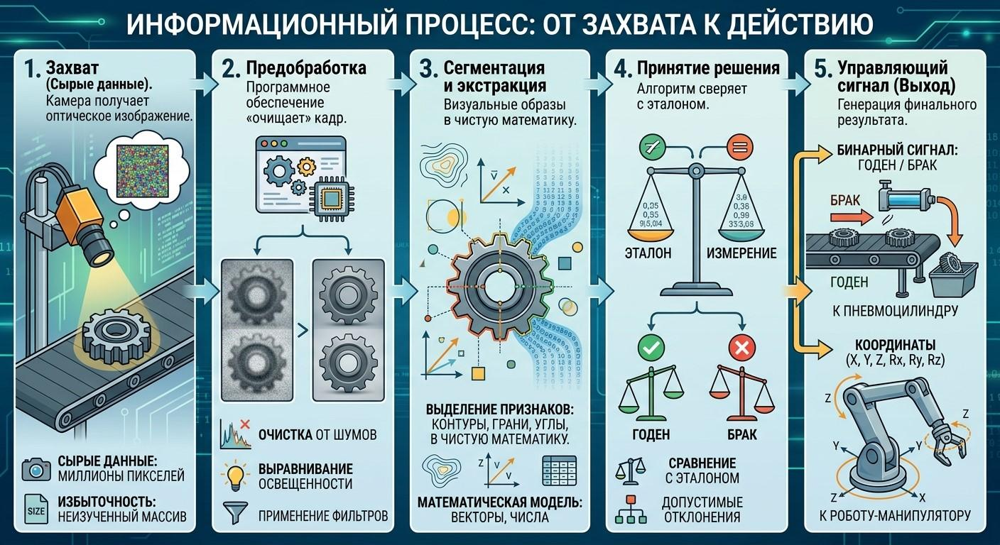 ИНФОРМАЦИОННЫЙ ПРОЦЕСС: ОТ ЗАХВАТА К ДЕЙСТВИЮ
1. Захват
(Сырые данные).
Камера получает
оптическое изображение.
СЫРЫЕ ДАННЫЕ:
МИЛЛИОНЫ ПИКСЕЛЕЙ
SIZE
ИЗБЫТОЧНОСТЬ:
НЕИЗУЧЕННЫЙ МАССИВ
2. Предобработка
Программное
обеспечение
«очищает» кадр.
>
ОЧИСТКА ОТ ШУМОВ
ВЫРАВНИВАНИЕ
ОСВЕЩЕННОСТИ
ПРИМЕНЕНИЕ ФИЛЬТРОВ
3. Сегментация
и экстракция
Визуальные образы
в чистую математику.
V
X
ВЫДЕЛЕНИЕ ПРИЗНАКОВ:
КОНТУРЫ, ГРАНИ, УГЛЫ,
В ЧИСТУЮ МАТЕМАТИКУ.
Z V V
МАТЕМАТИЧЕСКАЯ МОДЕЛЬ:
ВЕКТОРЫ, ЧИСЛА
4. Принятие решения
Алгоритм сверяет
с эталоном.
ЭТАЛОН
ИЗМЕРЕНИЕ
ГОДЕН
БРАК
СРАВНЕНИЕ
С ЭТАЛОНОМ
ДОПУСТИМЫЕ
ОТКЛОНЕНИЯ
5. Управляющий
сигнал (Выход)
Генерация финального
результата.
БИНАРНЫЙ СИГНАЛ:
ГОДЕН / БРАК
БРАК
ГОДЕН
К ПНЕВМОЦИЛИНДРУ
КООРДИНАТЫ
(X, Y, Z, Rx, Ry, Rz)
Z
Z
Y
Y
Z
X
К РОБОТУ-МАНИПУЛЯТОРУ